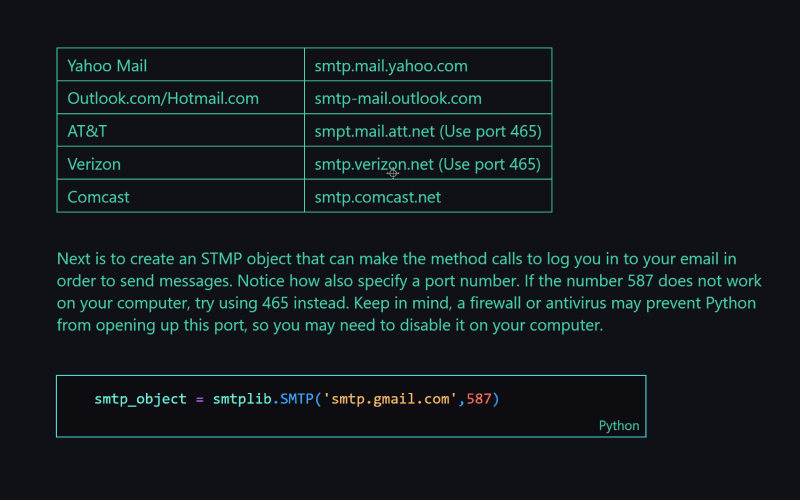 Yahoo Mail smtp.mail.yahoo.com
Outlook.com/Hotmail.com smtp-mail.outlook.com
AT&T smpt.mail.att.net (Use port 465)
Verizon smtp.verizon.net (Use port 465)
Comcast smtp.comcast.net
Next is to create an STMP object that can make the method calls to log you in to your email in
order to send messages. Notice how also specify a port number. If the number 587 does not work
on your computer, try using 465 instead. Keep in mind, a firewall or antivirus may prevent Python
from opening up this port, so you may need to disable it on your computer.
smtp_object = smtplib.SMTP('smtp.gmail.com',587)
Python